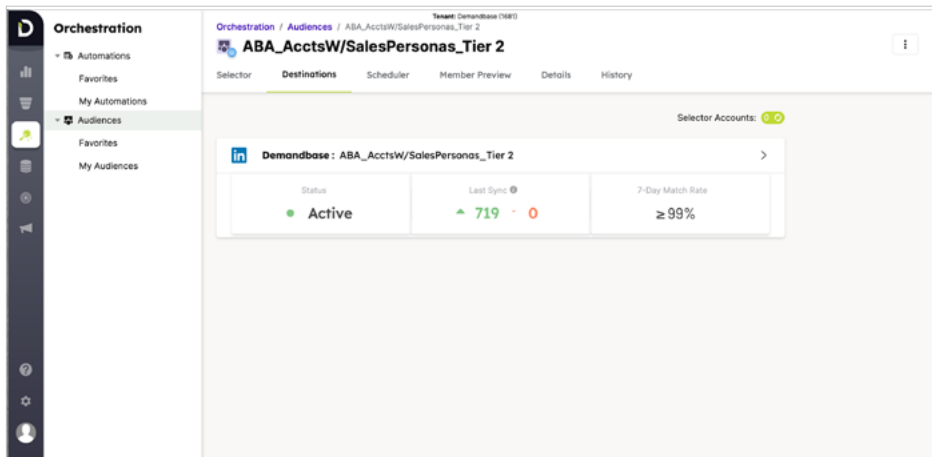 Tenant: Demandbase (1681)
Orchestration
Orchestration / Audiences / ABA_AcctsW/SalesPersonas_Tier 2
ABA_AcctsW/SalesPersonas_Tier 2
Automations
Favorites
My Automations
Audiences
Favorites
My Audiences
Selector Destinations Scheduler Member Preview Details History
Selector Accounts: 0
in Demandbase : ABA_AcctsW/SalesPersonas_Tier 2
Status Last Sync 7-Day Match Rate
Active 719 0 ≥99%